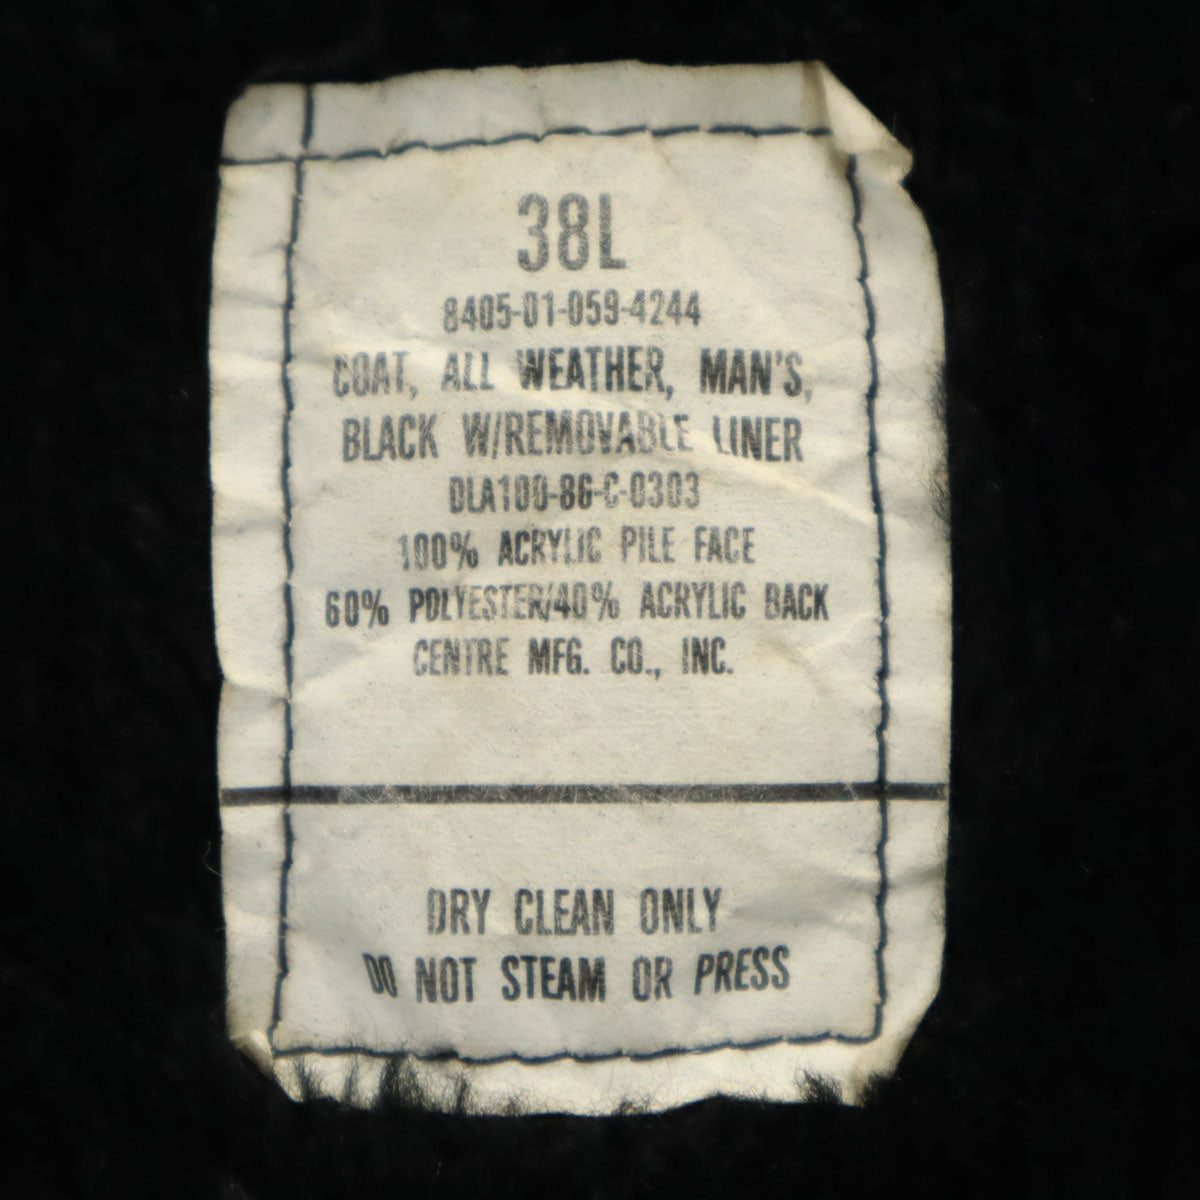 38L
8405-01-059-4244
COAT, ALL WEATHER, MAN'S,
BLACK W/REMOVABLE LINER
DLA100-86-C-0303
100% ACRYLIC PILE FACE
60% POLYESTER/40% ACRYLIC BACK
CENTRE MFG. CO., INC.
DRY CLEAN ONLY
DO NOT STEAM OR PRESS